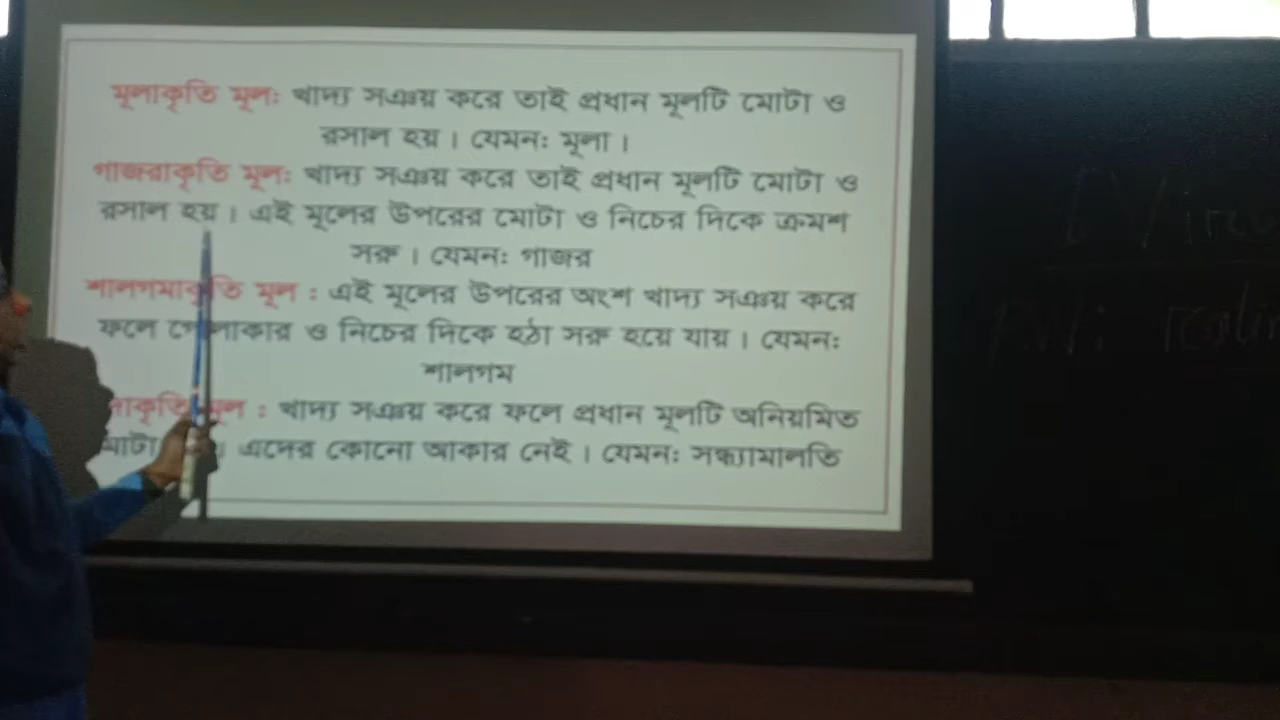 মূলাকৃতি মূল: খাদ্য সঞ্চয় করে তাই প্রধান মূলটি মোটা ও
রসাল হয়। যেমন: মূলা।
গাজরাকৃতি মূল: খাদ্য সঞ্চয় করে তাই প্রধান মূলটি মোটা ও
রসাল হয়। এই মূলের উপরের মোটা ও নিচের দিকে ক্রমশ
সরু। যেমন: গাজর
শালগমাকৃতি মূল : এই মূলের উপরের অংশ খাদ্য সঞ্চয় করে
ফলে গোলাকার ও নিচের দিকে হঠা সরু হয়ে যায়। যেমন:
শালগম
মূল : খাদ্য সঞ্চয় করে ফলে প্রধান মূলটি অনিয়মিত
এদের কোনো আকার নেই। যেমন: সন্ধ্যামালতি